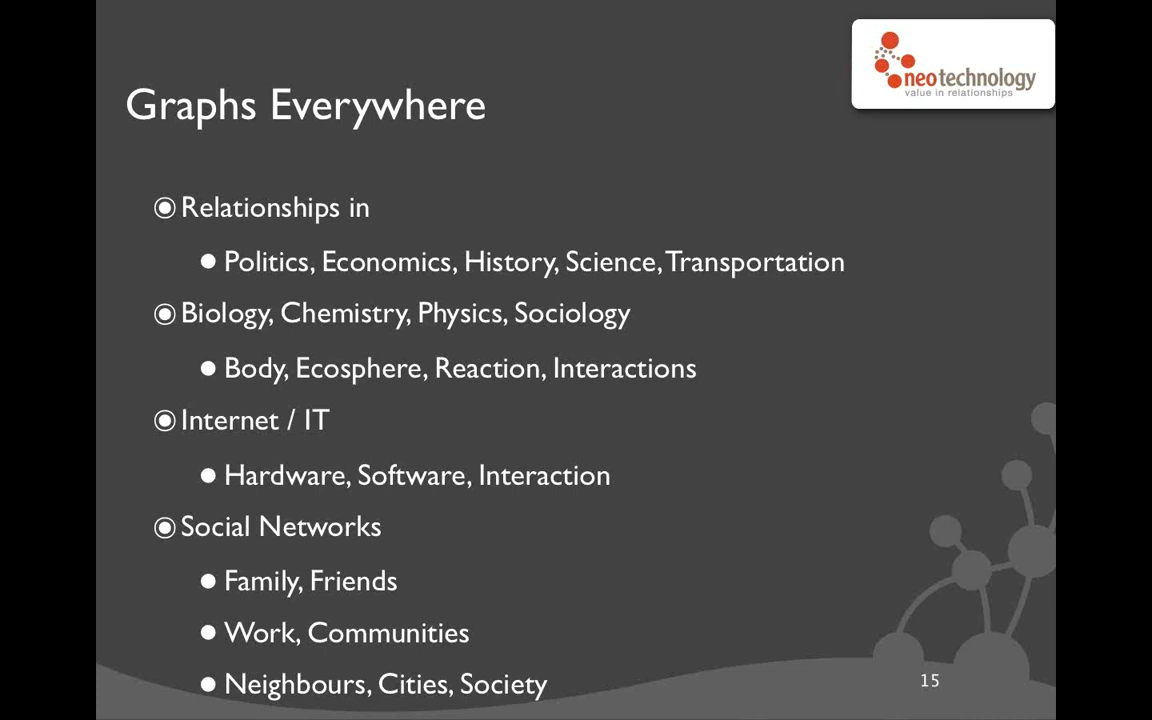 neotechnology
value in relationships
Graphs Everywhere
Relationships in
Politics, Economics, History, Science, Transportation
Biology, Chemistry, Physics, Sociology
Body, Ecosphere, Reaction, Interactions
Internet / IT
Hardware, Software, Interaction
Social Networks
Family, Friends
Work, Communities
Neighbours, Cities, Society
15